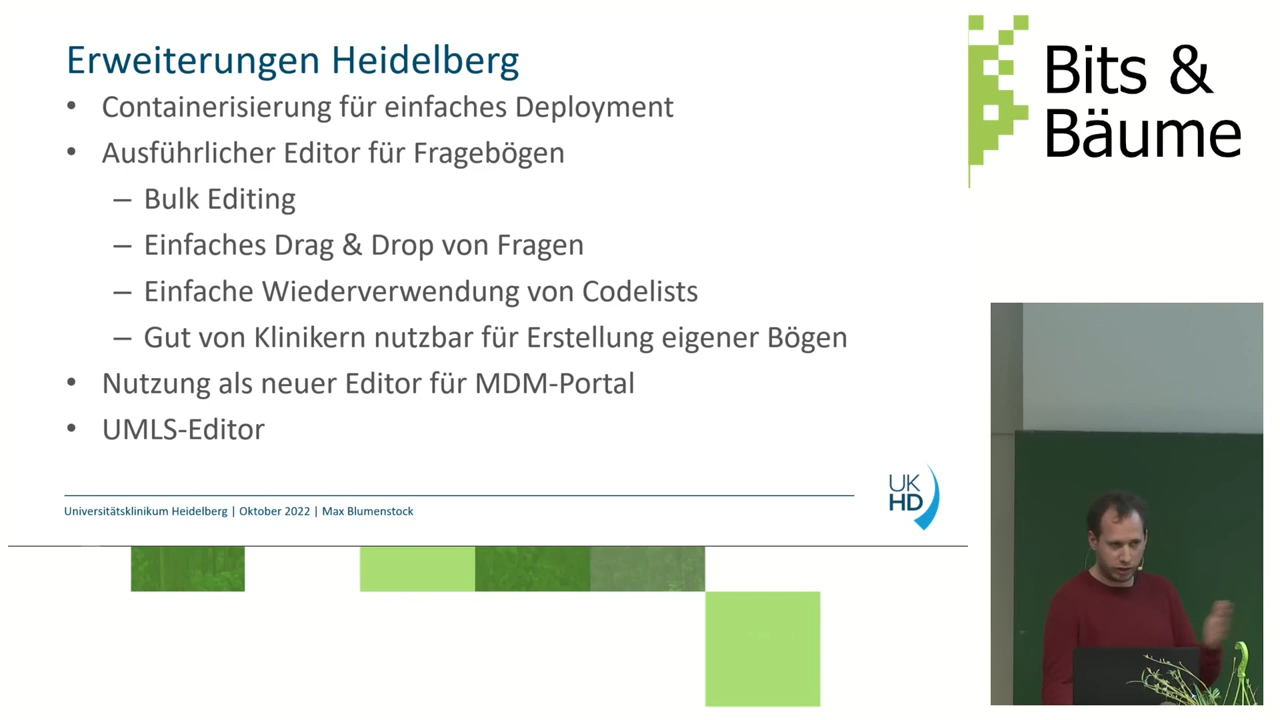 Erweiterungen Heidelberg
• Containerisierung für einfaches Deployment
• Ausführlicher Editor für Fragebögen
– Bulk Editing
– Einfaches Drag & Drop von Fragen
– Einfache Wiederverwendung von Codelists
– Gut von Klinikern nutzbar für Erstellung eigener Bögen
• Nutzung als neuer Editor für MDM-Portal
• UMLS-Editor
Universitätsklinikum Heidelberg | Oktober 2022 | Max Blumenstock
UK
HD
Bits &
Bäume